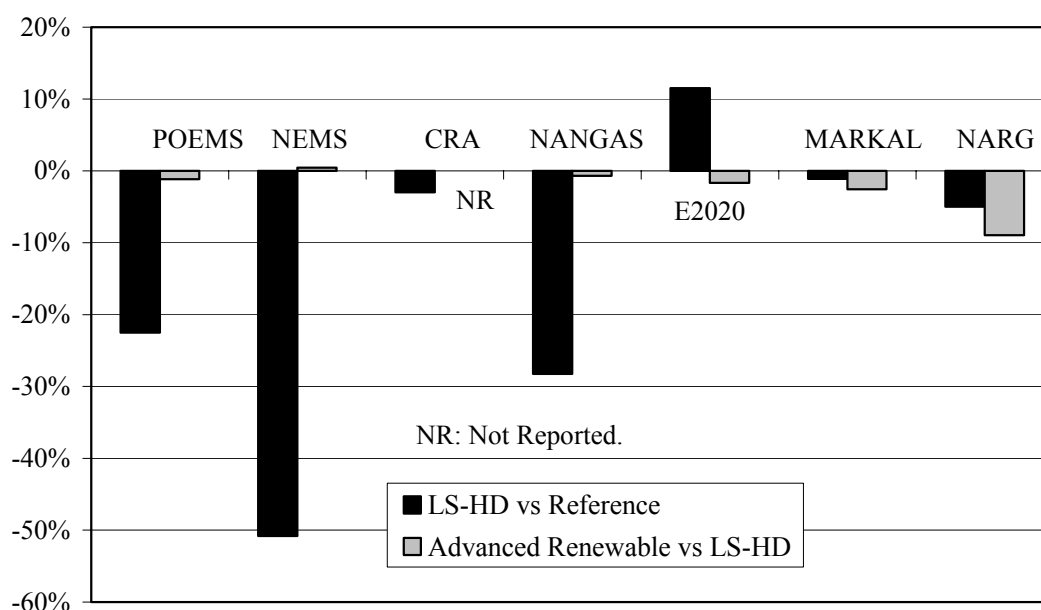 20%
10%
POEMS NEMS CRA NANGAS MARKAL NARG
0%
NR
E2020
-10%
-20%
-30%
NR: Not Reported.
-40%
LS-HD vs Reference
-50%
Advanced Renewable vs LS-HD
-60%